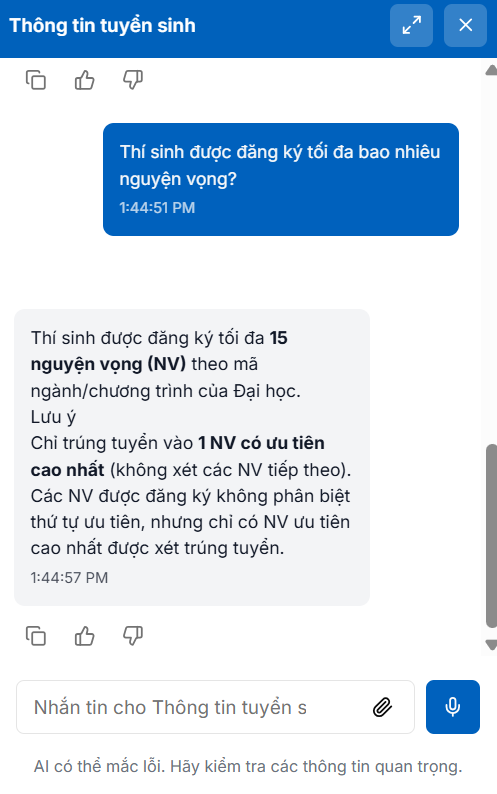 Thông tin tuyển sinh
Thí sinh được đăng ký tối đa bao nhiêu
nguyện vọng?
1:44:51 PM
Thí sinh được đăng ký tối đa 15
nguyện vọng (NV) theo mã
ngành/chương trình của Đại học.
Lưu ý
Chỉ trúng tuyển vào 1 NV có ưu tiên
cao nhất (không xét các NV tiếp theo).
Các NV được đăng ký không phân biệt
thứ tự ưu tiên, nhưng chỉ có NV ưu tiên
cao nhất được xét trúng tuyển.
1:44:57 PM
Nhắn tin cho Thông tin tuyển s
AI có thể mắc lỗi. Hãy kiểm tra các thông tin quan trọng.